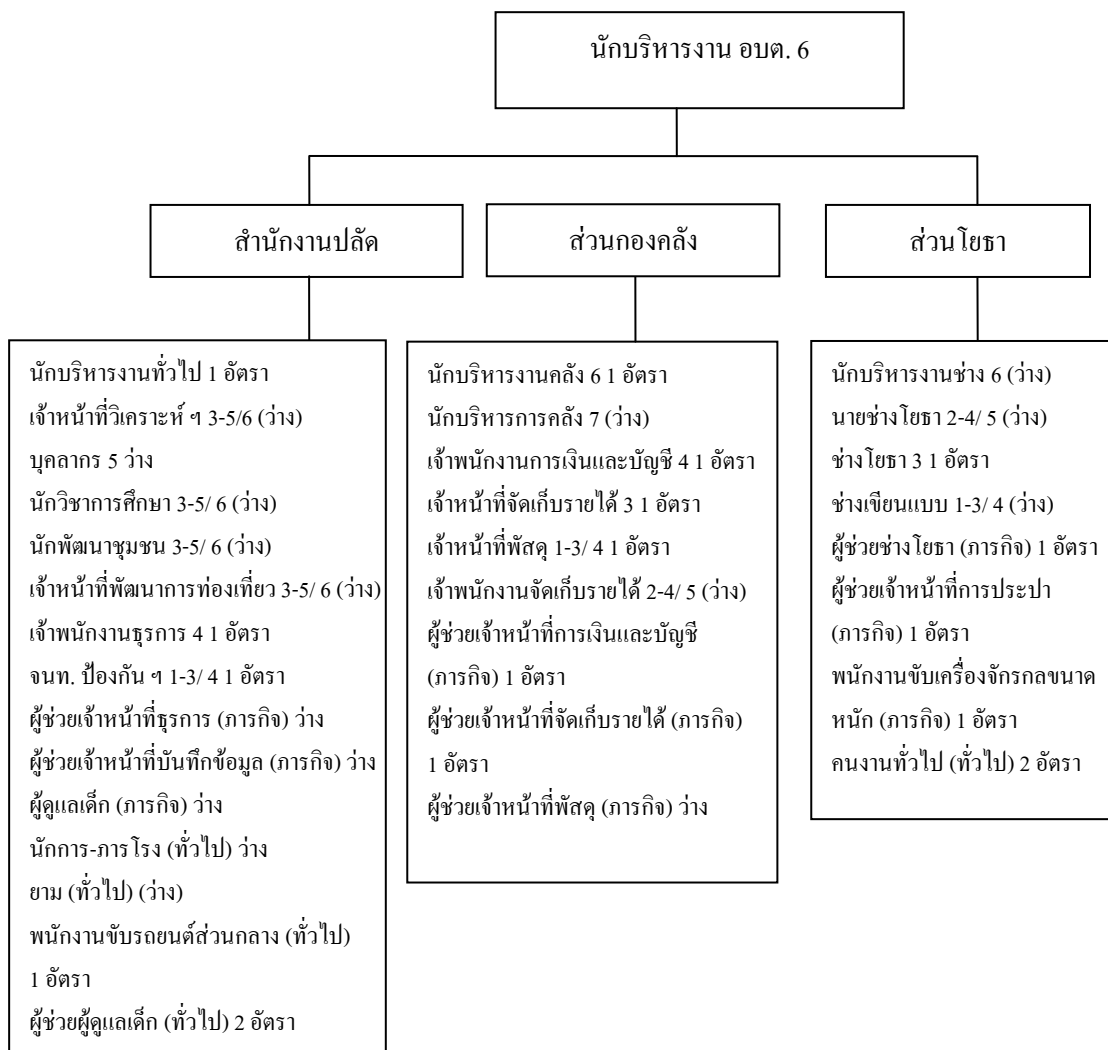 นักบริหารงาน อบต. 6
สำนักงานปลัด
ส่วนกองคลัง
ส่วนโยธา
นักบริหารงานทั่วไป 1 อัตรา
เจ้าหน้าที่วิเคราะห์ ฯ 3-5/6 (ว่าง)
บุคลากร 5 ว่าง
นักวิชาการศึกษา 3-5/ 6 (ว่าง)
นักพัฒนาชุมชน 3-5/ 6 (ว่าง)
เจ้าหน้าที่พัฒนาการท่องเที่ยว 3-5/ 6 (ว่าง)
เจ้าพนักงานธุรการ 4 1 อัตรา
จนท. ป้องกัน ฯ 1-3/ 4 1 อัตรา
ผู้ช่วยเจ้าหน้าที่ธุรการ (ภารกิจ) ว่าง
ผู้ช่วยเจ้าหน้าที่บันทึกข้อมูล (ภารกิจ) ว่าง
ผู้ดูแลเด็ก (ภารกิจ) ว่าง
นักการ-ภารโรง (ทั่วไป) ว่าง
ยาม (ทั่วไป) (ว่าง)
พนักงานขับรถยนต์ส่วนกลาง (ทั่วไป)
1 อัตรา
ผู้ช่วยผู้ดูแลเด็ก (ทั่วไป) 2 อัตรา
นักบริหารงานคลัง 6 1 อัตรา
นักบริหารการคลัง 7 (ว่าง)
เจ้าพนักงานการเงินและบัญชี 4 1 อัตรา
เจ้าหน้าที่จัดเก็บรายได้ 3 1 อัตรา
เจ้าหน้าที่พัสดุ 1-3/ 4 1 อัตรา
เจ้าพนักงานจัดเก็บรายได้ 2-4/ 5 (ว่าง)
ผู้ช่วยเจ้าหน้าที่การเงินและบัญชี
(ภารกิจ) 1 อัตรา
ผู้ช่วยเจ้าหน้าที่จัดเก็บรายได้ (ภารกิจ)
1 อัตรา
ผู้ช่วยเจ้าหน้าที่พัสดุ (ภารกิจ) ว่าง
นักบริหารงานช่าง 6 (ว่าง)
นายช่างโยธา 2-4/ 5 (ว่าง)
ช่างโยธา 3 1 อัตรา
ช่างเขียนแบบ 1-3/ 4 (ว่าง)
ผู้ช่วยช่างโยธา (ภารกิจ) 1 อัตรา
ผู้ช่วยเจ้าหน้าที่การประปา
(ภารกิจ) 1 อัตรา
พนักงานขับเครื่องจักรกลขนาด
หนัก (ภารกิจ) 1 อัตรา
คนงานทั่วไป (ทั่วไป) 2 อัตรา